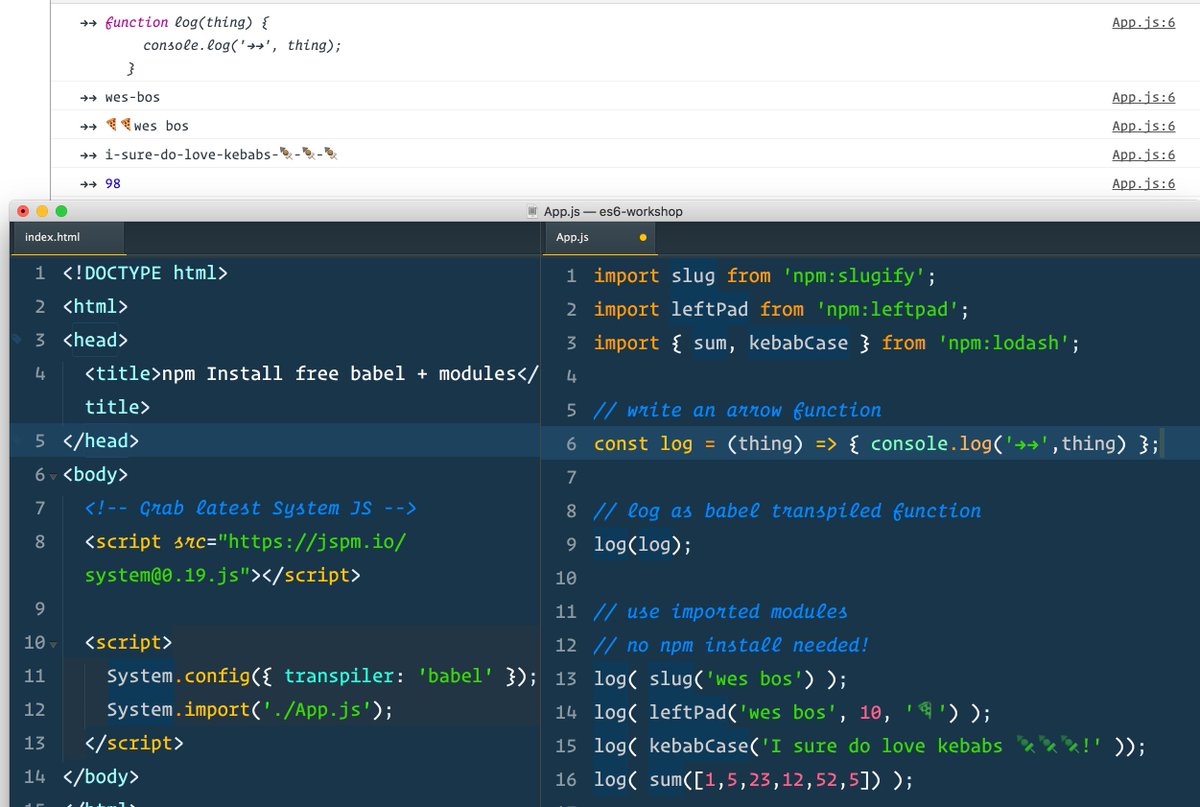 →→ function log(thing) { App.js:6
console.log('→→', thing);
}
→→ wes-bos App.js:6
→→ 🍕🍕wes bos App.js:6
→→ i-sure-do-love-kebabs-🍢-🍢-🍢 App.js:6
→→ 98 App.js:6
App.js — es6-workshop
index.html
1 <!DOCTYPE html>
2 <html>
3 <head>
4 <title>npm Install free babel + modules</
title>
5 </head>
6 <body>
7 <!-- Grab latest System JS -->
8 <script src="https://jspm.io/
system@0.19.js"></script>
9
10 <script>
11 System.config({ transpiler: 'babel' });
12 System.import('./App.js');
13 </script>
14 </body>
15 </html>
App.js
1 import slug from 'npm:slugify';
2 import leftPad from 'npm:leftpad';
3 import { sum, kebabCase } from 'npm:lodash';
4
5 // write an arrow function
6 const log = (thing) => { console.log('→→',thing) };
7
8 // log as babel transpiled function
9 log(log);
10
11 // use imported modules
12 // no npm install needed!
13 log( slug('wes bos') );
14 log( leftPad('wes bos', 10, '🍕') );
15 log( kebabCase('I sure do love kebabs 🍢🍢🍢!' ));
16 log( sum([1,5,23,12,52,5]) );